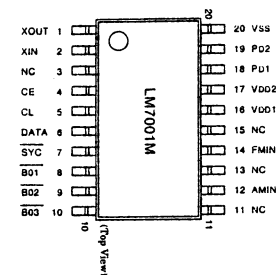 20
XOUT 1
20 VSS
XIN 2
19 PD2
NC 3
18 PD1
CE 4
17 VDD2
CL 5
16 VDD1
DATA 6
15 NC
SYC 7
14 FMIN
B01 8
13 NC
B02 9
12 AMIN
B03 10
11 NC
LM7001M
10
11
(Top View)